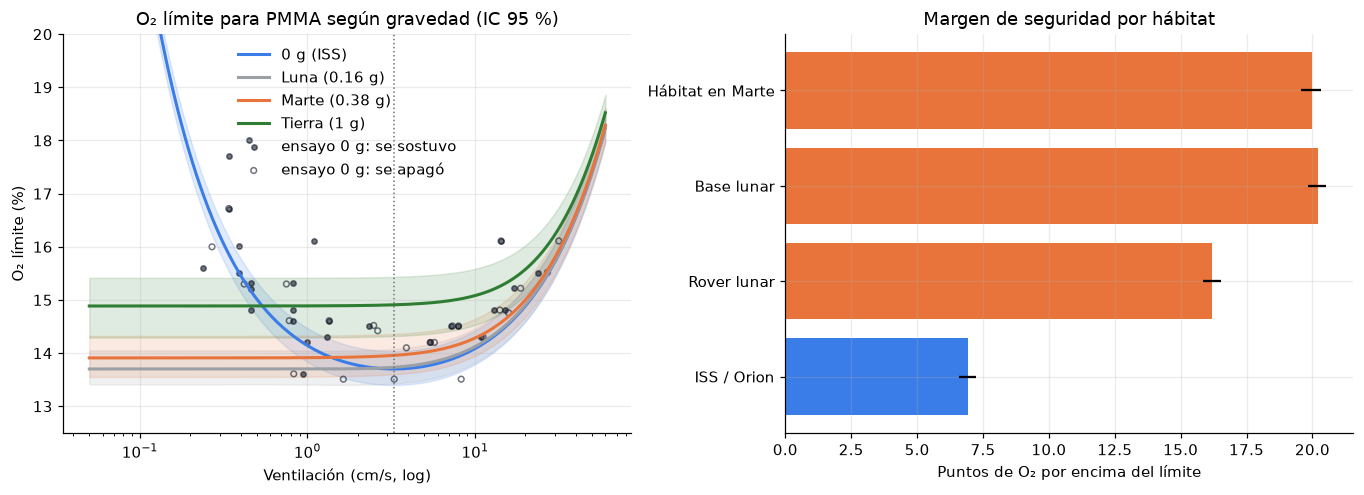 O₂ límite para PMMA según gravedad (IC 95 %)
O₂ límite (%)
20
19
18
17
16
15
14
13
0 g (ISS)
Luna (0.16 g)
Marte (0.38 g)
Tierra (1 g)
ensayo 0 g: se sostuvo
ensayo 0 g: se apagó
10⁻¹
10⁰
10¹
Ventilación (cm/s, log)
Margen de seguridad por hábitat
Hábitat en Marte
Base lunar
Rover lunar
ISS / Orion
0.0 2.5 5.0 7.5 10.0 12.5 15.0 17.5 20.0
Puntos de O₂ por encima del límite